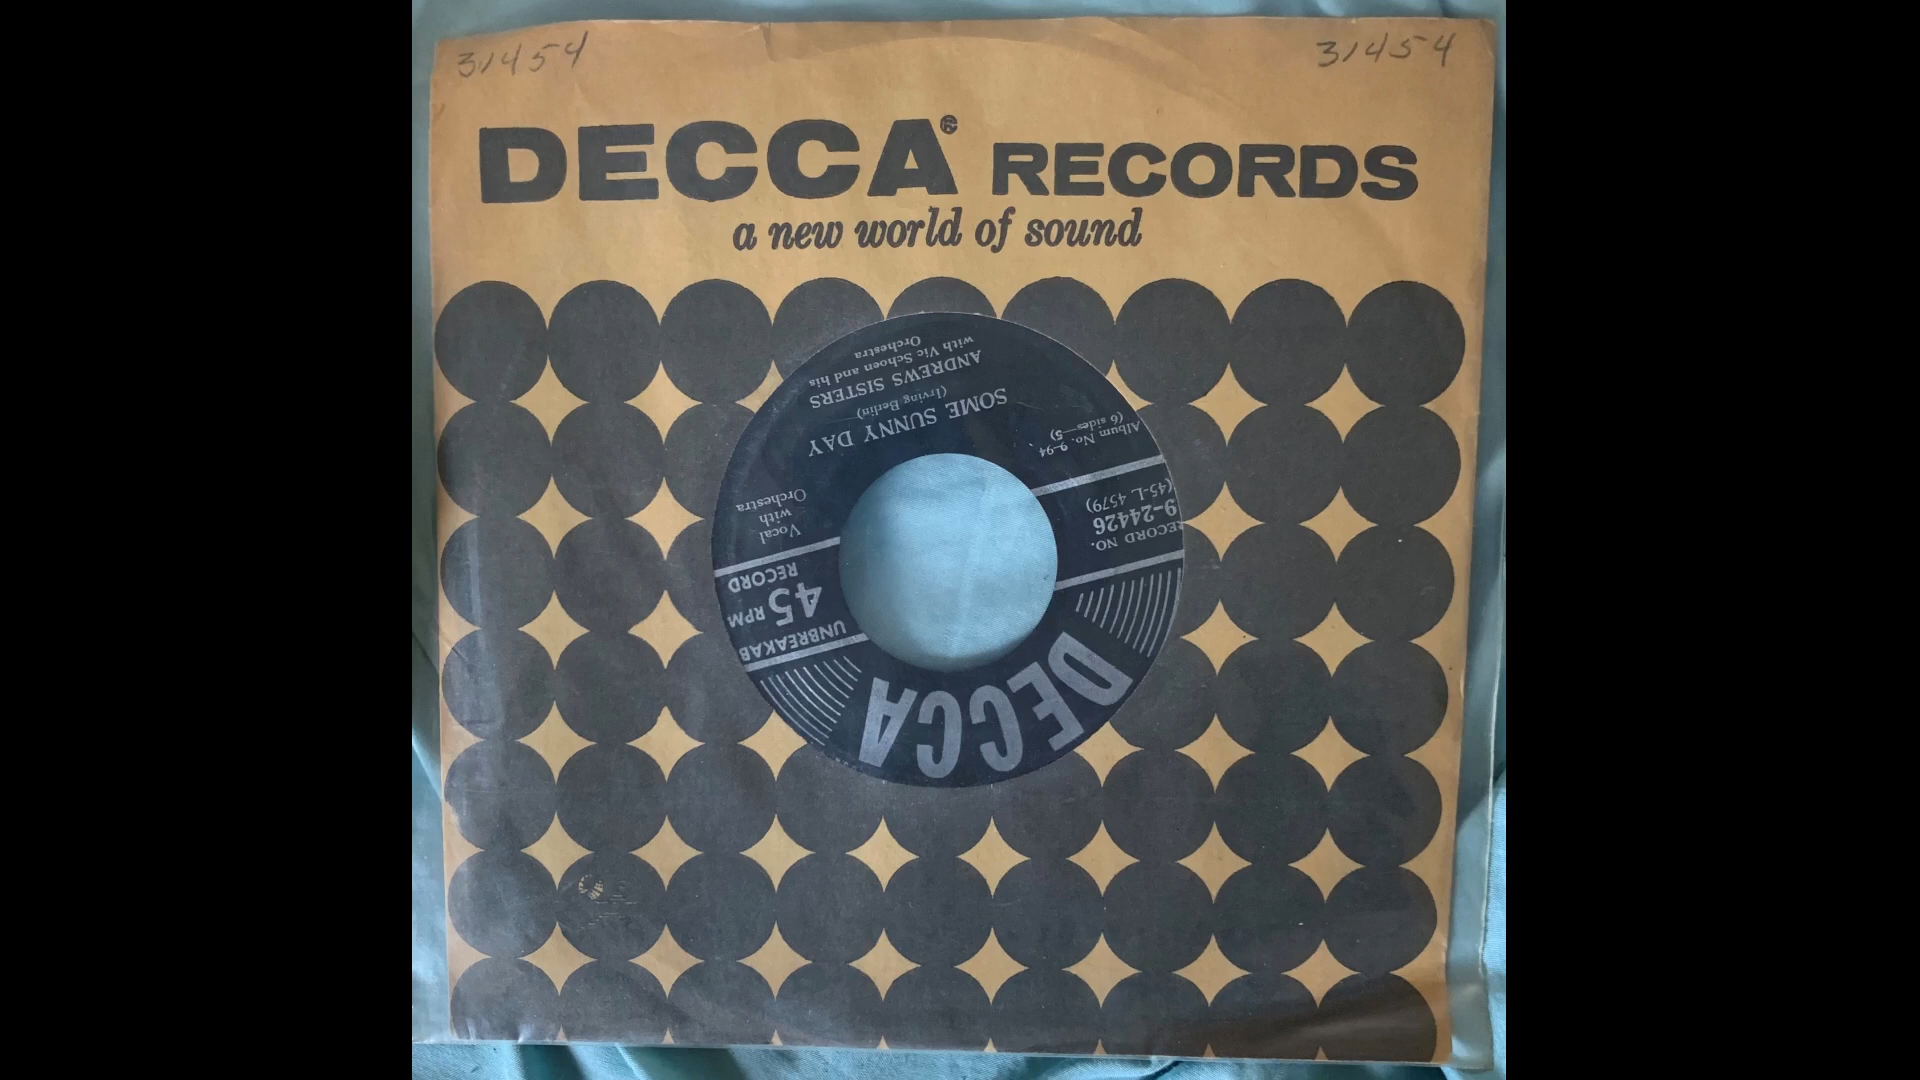 31454 31454
DECCA® RECORDS
a new world of sound
DECCA
UNBREAKAB
45 RPM
RECORD
RECORD NO.
9-24426
(45-L 4579)
Vocal
with
Orchestra
Album No. 9-94
(6 sides—5)
SOME SUNNY DAY
(Irving Berlin)
ANDREWS SISTERS
with Vic Schoen and his
Orchestra